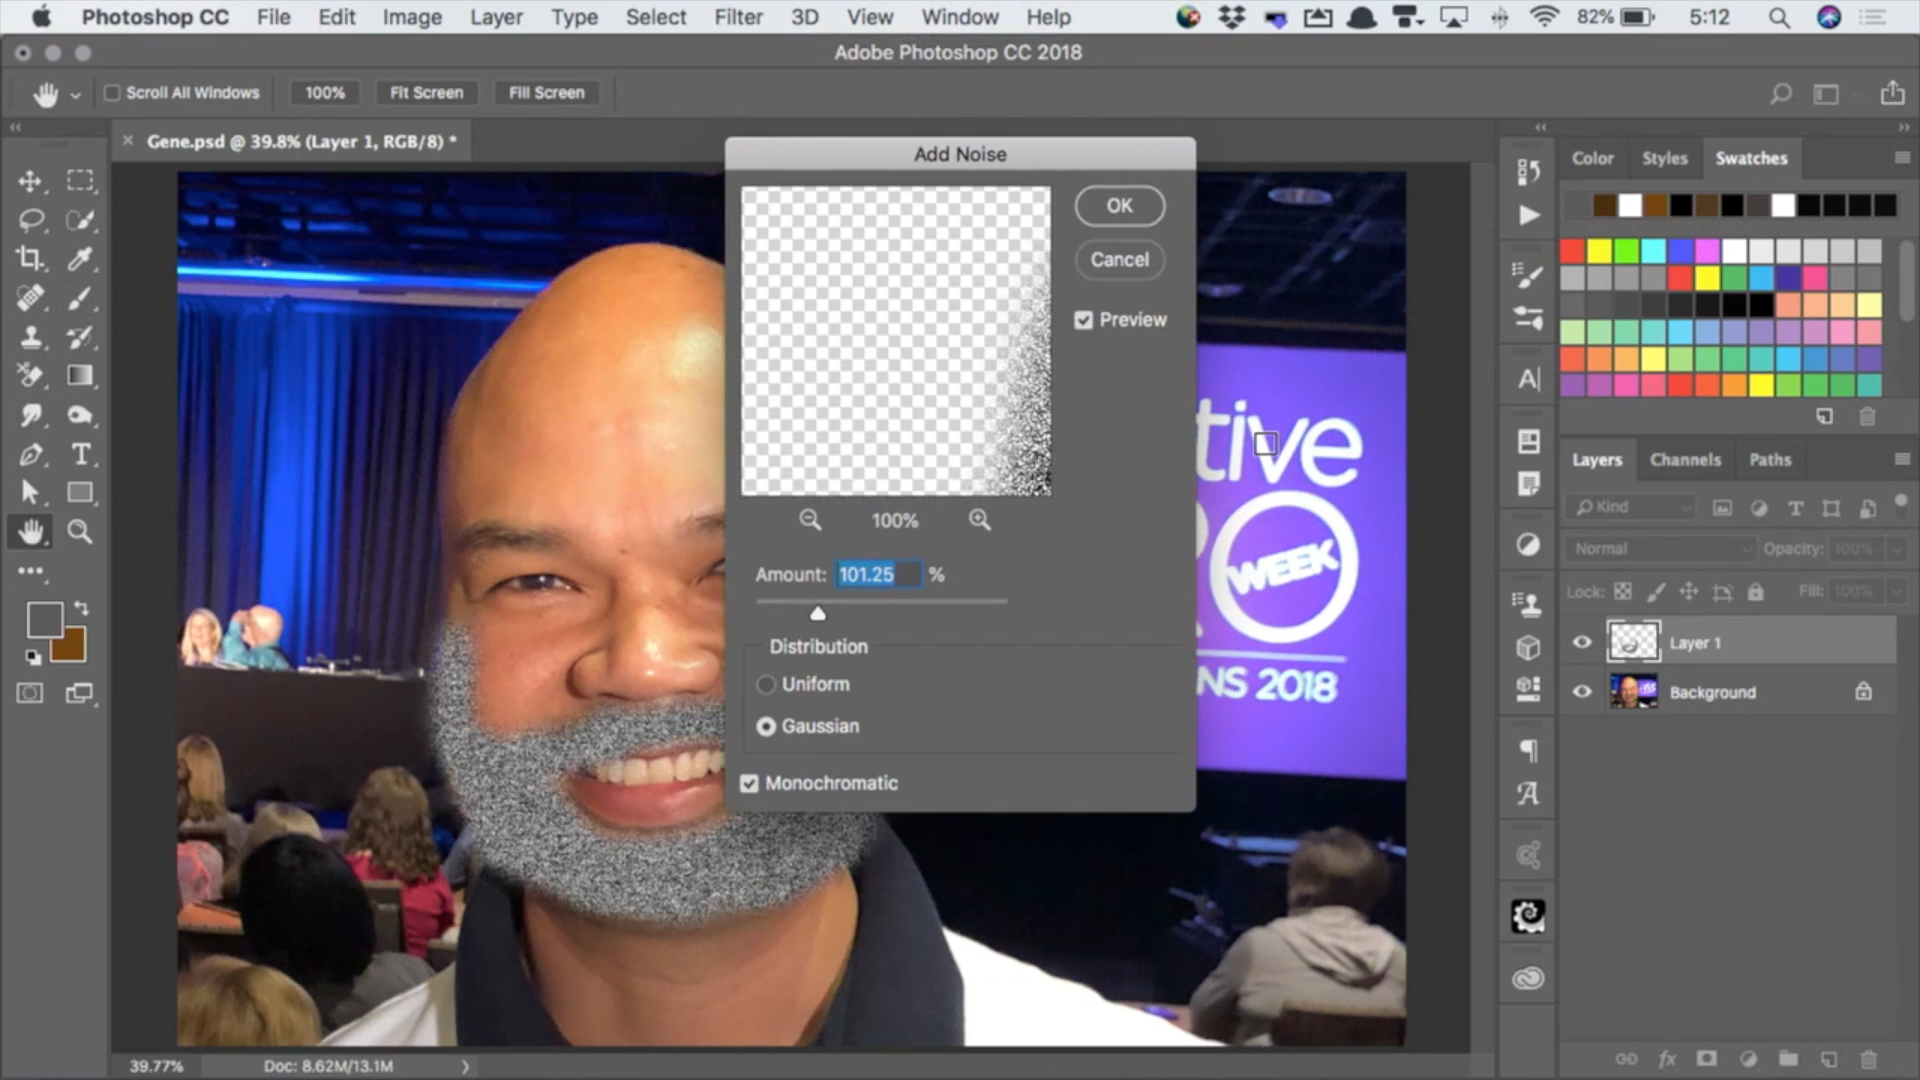 Photoshop CC File Edit Image Layer Type Select Filter 3D View Window Help 82% 5:12
Adobe Photoshop CC 2018
Scroll All Windows 100% Fit Screen Fill Screen
Gene.psd @ 39.8% (Layer 1, RGB/8) *
Add Noise
OK
Cancel
Preview
100%
Amount: 101.25 %
Distribution
Uniform
Gaussian
Monochromatic
tive
WEEK
NS 2018
Color Styles Swatches
Layers Channels Paths
Kind
Normal Opacity: 100%
Lock: Fill: 100%
Layer 1
Background
39.77% Doc: 8.62M/13.1M